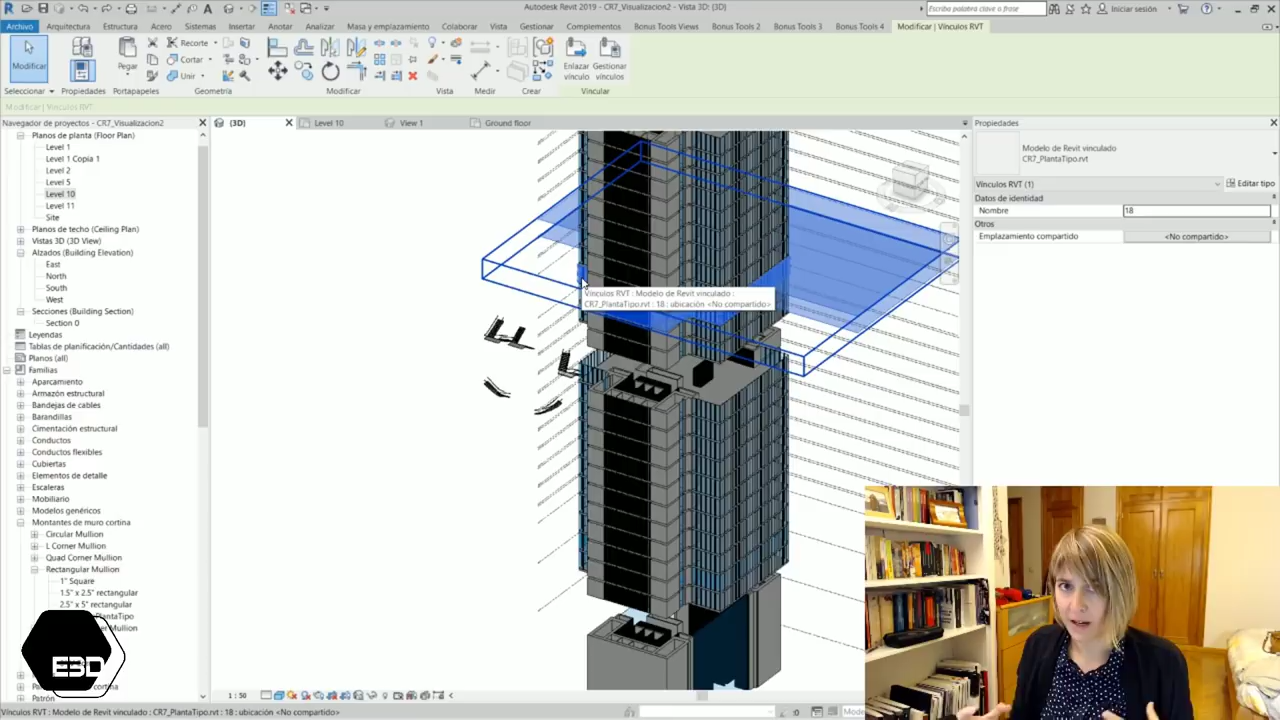 Autodesk Revit 2019 - CR7_Visualizacion2 - Vista 3D: {3D}
Escriba palabra clave o frase
Iniciar sesión
Archivo Arquitectura Estructura Acero Sistemas Insertar Anotar Analizar Masa y emplazamiento Colaborar Vista Gestionar Complementos Bonus Tools Views Bonus Tools 2 Bonus Tools 3 Bonus Tools 4 Modificar | Vínculos RVT
Modificar
Pegar
Recorte
Cortar
Unir
Enlazar vínculo
Gestionar vínculos
Seleccionar Propiedades Portapapeles Geometría Modificar Vista Medir Crear Vincular
Modificar | Vínculos RVT
Navegador de proyectos - CR7_Visualizacion2
{3D} Level 10 View 1 Ground floor
Propiedades
Planos de planta (Floor Plan)
Level 1
Level 1 Copia 1
Level 2
Level 5
Level 10
Level 11
Site
Planos de techo (Ceiling Plan)
Vistas 3D (3D View)
Alzados (Building Elevation)
East
North
South
West
Secciones (Building Section)
Section 0
Leyendas
Tablas de planificación/Cantidades (all)
Planos (all)
Familias
Aparcamiento
Armazón estructural
Bandejas de cables
Barandillas
Cimentación estructural
Conductos
Conductos flexibles
Cubiertas
Elementos de detalle
Escaleras
Mobiliario
Modelos genéricos
Montantes de muro cortina
Circular Mullion
L Corner Mullion
Quad Corner Mullion
Rectangular Mullion
1" Square
1.5" x 2.5" rectangular
2.5" x 5" rectangular
lantaTipo
Mullion
cortina
Patrón
EBD
Vínculos RVT : Modelo de Revit vinculado :
CR7_PlantaTipo.rvt : 18 : ubicación <No compartido>
Modelo de Revit vinculado
CR7_PlantaTipo.rvt
Vínculos RVT (1)
Editar tipo
Datos de identidad
Nombre 18
Otros
Emplazamiento compartido <No compartido>
1 : 50
Vínculos RVT : Modelo de Revit vinculado : CR7_PlantaTipo.rvt : 18 : ubicación <No compartido>
:0
Mode